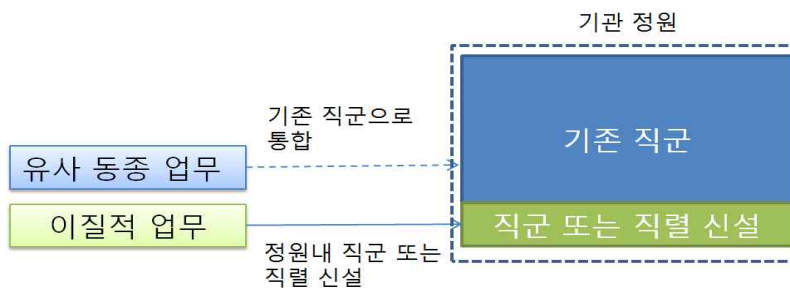 기관 정원
기존 직군으로
통합
기존 직군
유사 동종 업무
이질적 업무
직군 또는 직렬 신설
정원내 직군 또는
직렬 신설